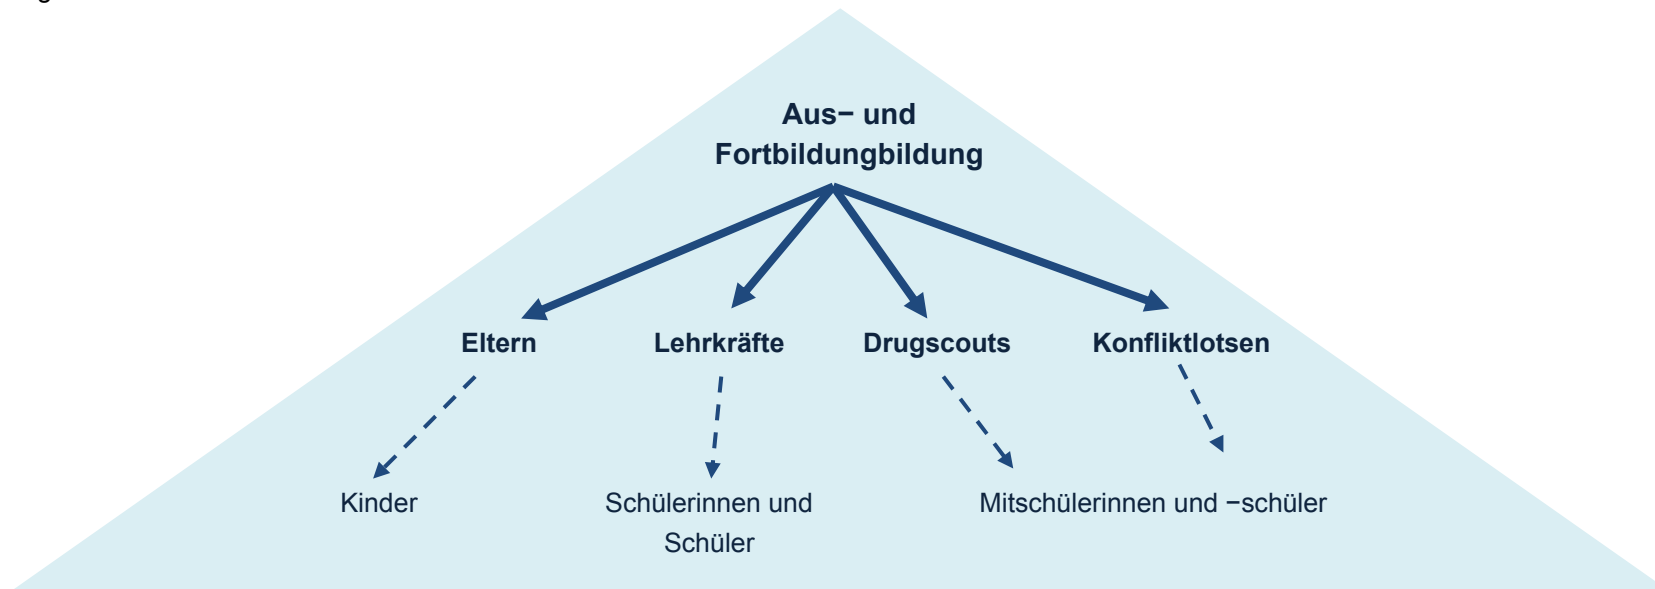 Aus− und
Fortbildungbildung
Eltern
Lehrkräfte
Drugscouts
Konfliktlotsen
Kinder
Schülerinnen und
Schüler
Mitschülerinnen und −schüler